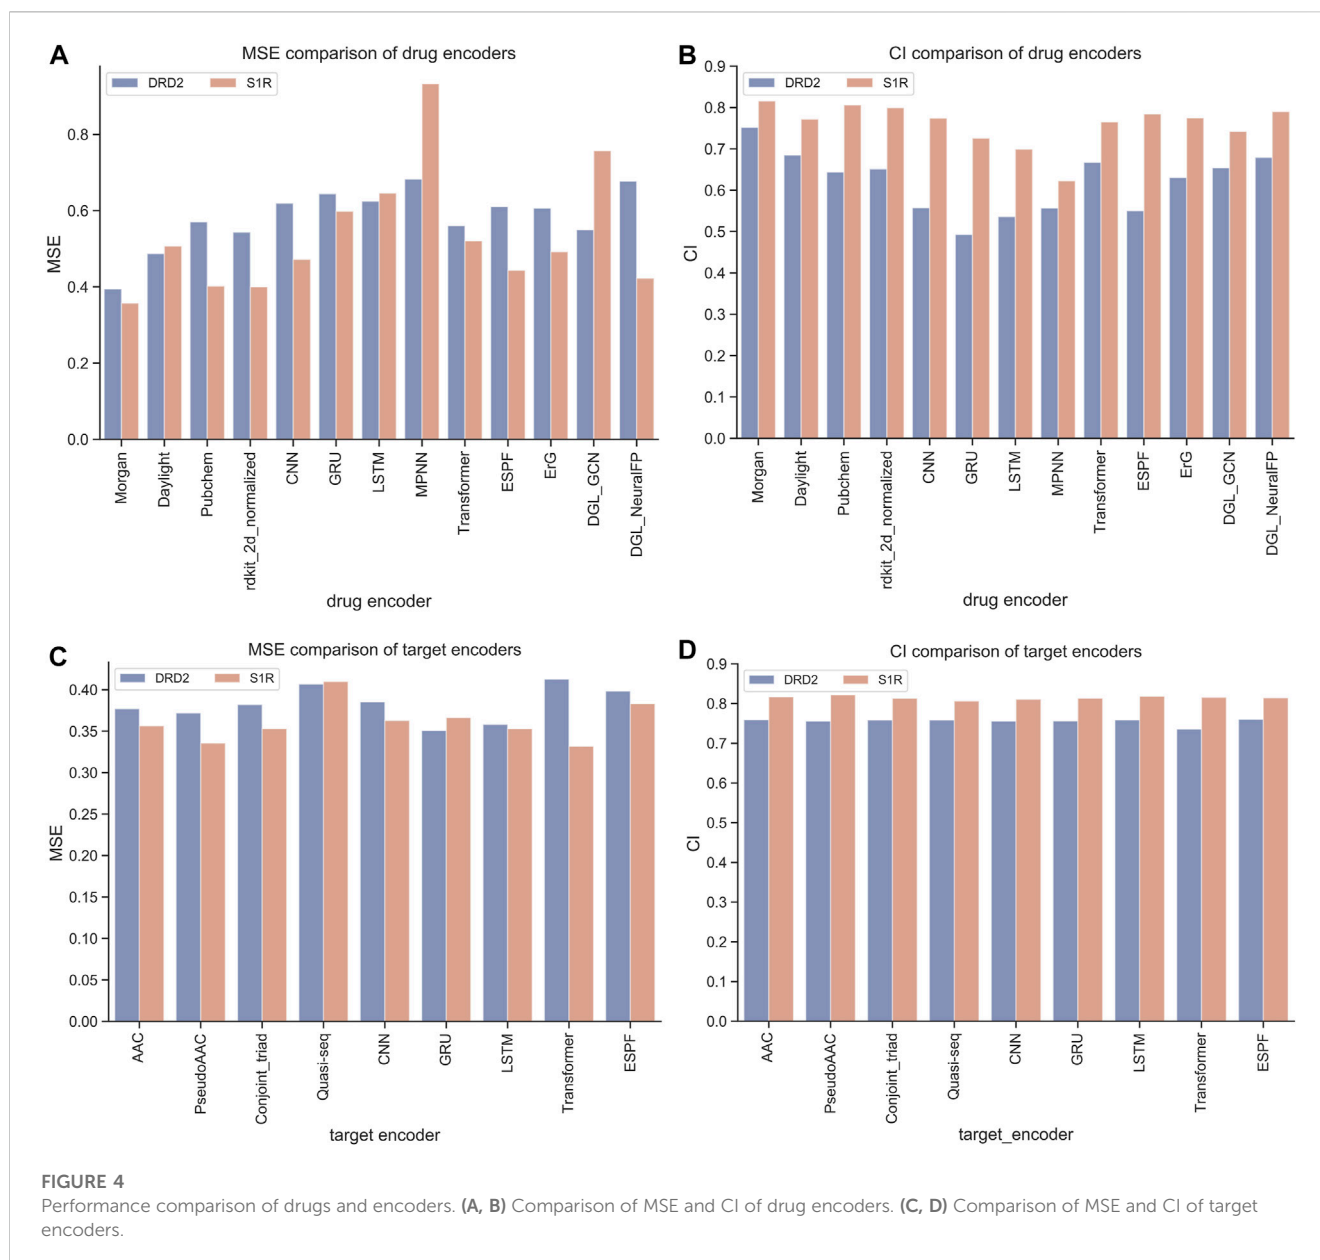 A
MSE comparison of drug encoders
DRD2 S1R
MSE
0.8
0.6
0.4
0.2
0.0
Morgan
Daylight
Pubchem
rdkit_2d_normalized
CNN
GRU
LSTM
MPNN
Transformer
ESPF
ErG
DGL_GCN
DGL_NeuralFP
drug encoder
B
CI comparison of drug encoders
DRD2 S1R
CI
0.9
0.8
0.7
0.6
0.5
0.4
0.3
0.2
0.1
0.0
Morgan
Daylight
Pubchem
rdkit_2d_normalized
CNN
GRU
LSTM
MPNN
Transformer
ESPF
ErG
DGL_GCN
DGL_NeuralFP
drug encoder
C
MSE comparison of target encoders
DRD2 S1R
MSE
0.40
0.35
0.30
0.25
0.20
0.15
0.10
0.05
0.00
AAC
PseudoAAC
Conjoint_triad
Quasi-seq
CNN
GRU
LSTM
Transformer
ESPF
target encoder
D
CI comparison of target encoders
DRD2 S1R
CI
0.9
0.8
0.7
0.6
0.5
0.4
0.3
0.2
0.1
0.0
AAC
PseudoAAC
Conjoint_triad
Quasi-seq
CNN
GRU
LSTM
Transformer
ESPF
target_encoder
FIGURE 4
Performance comparison of drugs and encoders. (A, B) Comparison of MSE and CI of drug encoders. (C, D) Comparison of MSE and CI of target
encoders.